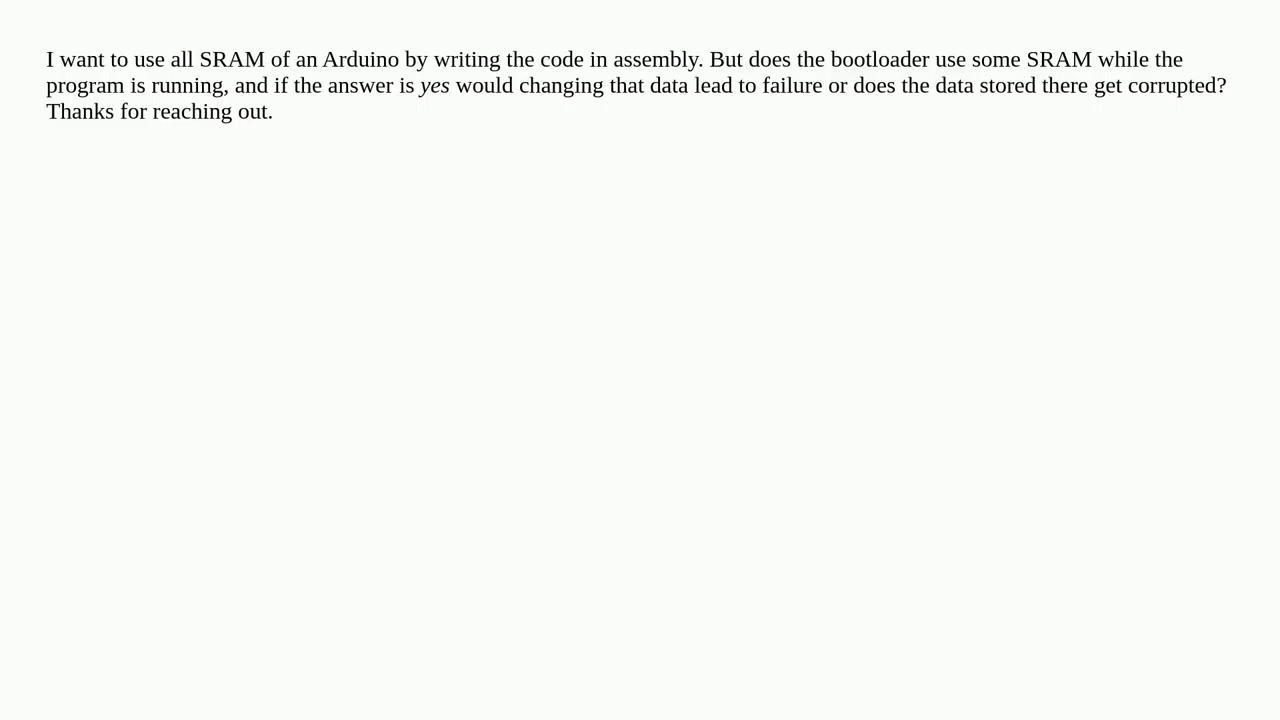 I want to use all SRAM of an Arduino by writing the code in assembly. But does the bootloader use some SRAM while the
program is running, and if the answer is yes would changing that data lead to failure or does the data stored there get corrupted?
Thanks for reaching out.